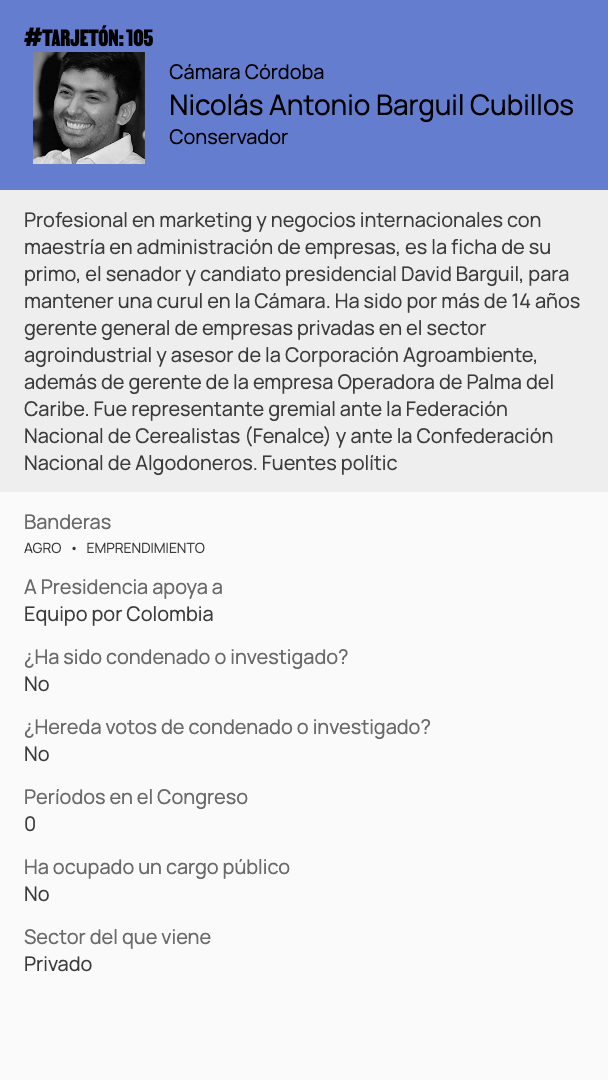 #TARJETÓN: 105
Cámara Córdoba
Nicolás Antonio Barguil Cubillos
Conservador
Profesional en marketing y negocios internacionales con
maestría en administración de empresas, es la ficha de su
primo, el senador y candiato presidencial David Barguil, para
mantener una curul en la Cámara. Ha sido por más de 14 años
gerente general de empresas privadas en el sector
agroindustrial y asesor de la Corporación Agroambiente,
además de gerente de la empresa Operadora de Palma del
Caribe. Fue representante gremial ante la Federación
Nacional de Cerealistas (Fenalce) y ante la Confederación
Nacional de Algodoneros. Fuentes polític
Banderas
AGRO • EMPRENDIMIENTO
A Presidencia apoya a
Equipo por Colombia
¿Ha sido condenado o investigado?
No
¿Hereda votos de condenado o investigado?
No
Períodos en el Congreso
0
Ha ocupado un cargo público
No
Sector del que viene
Privado